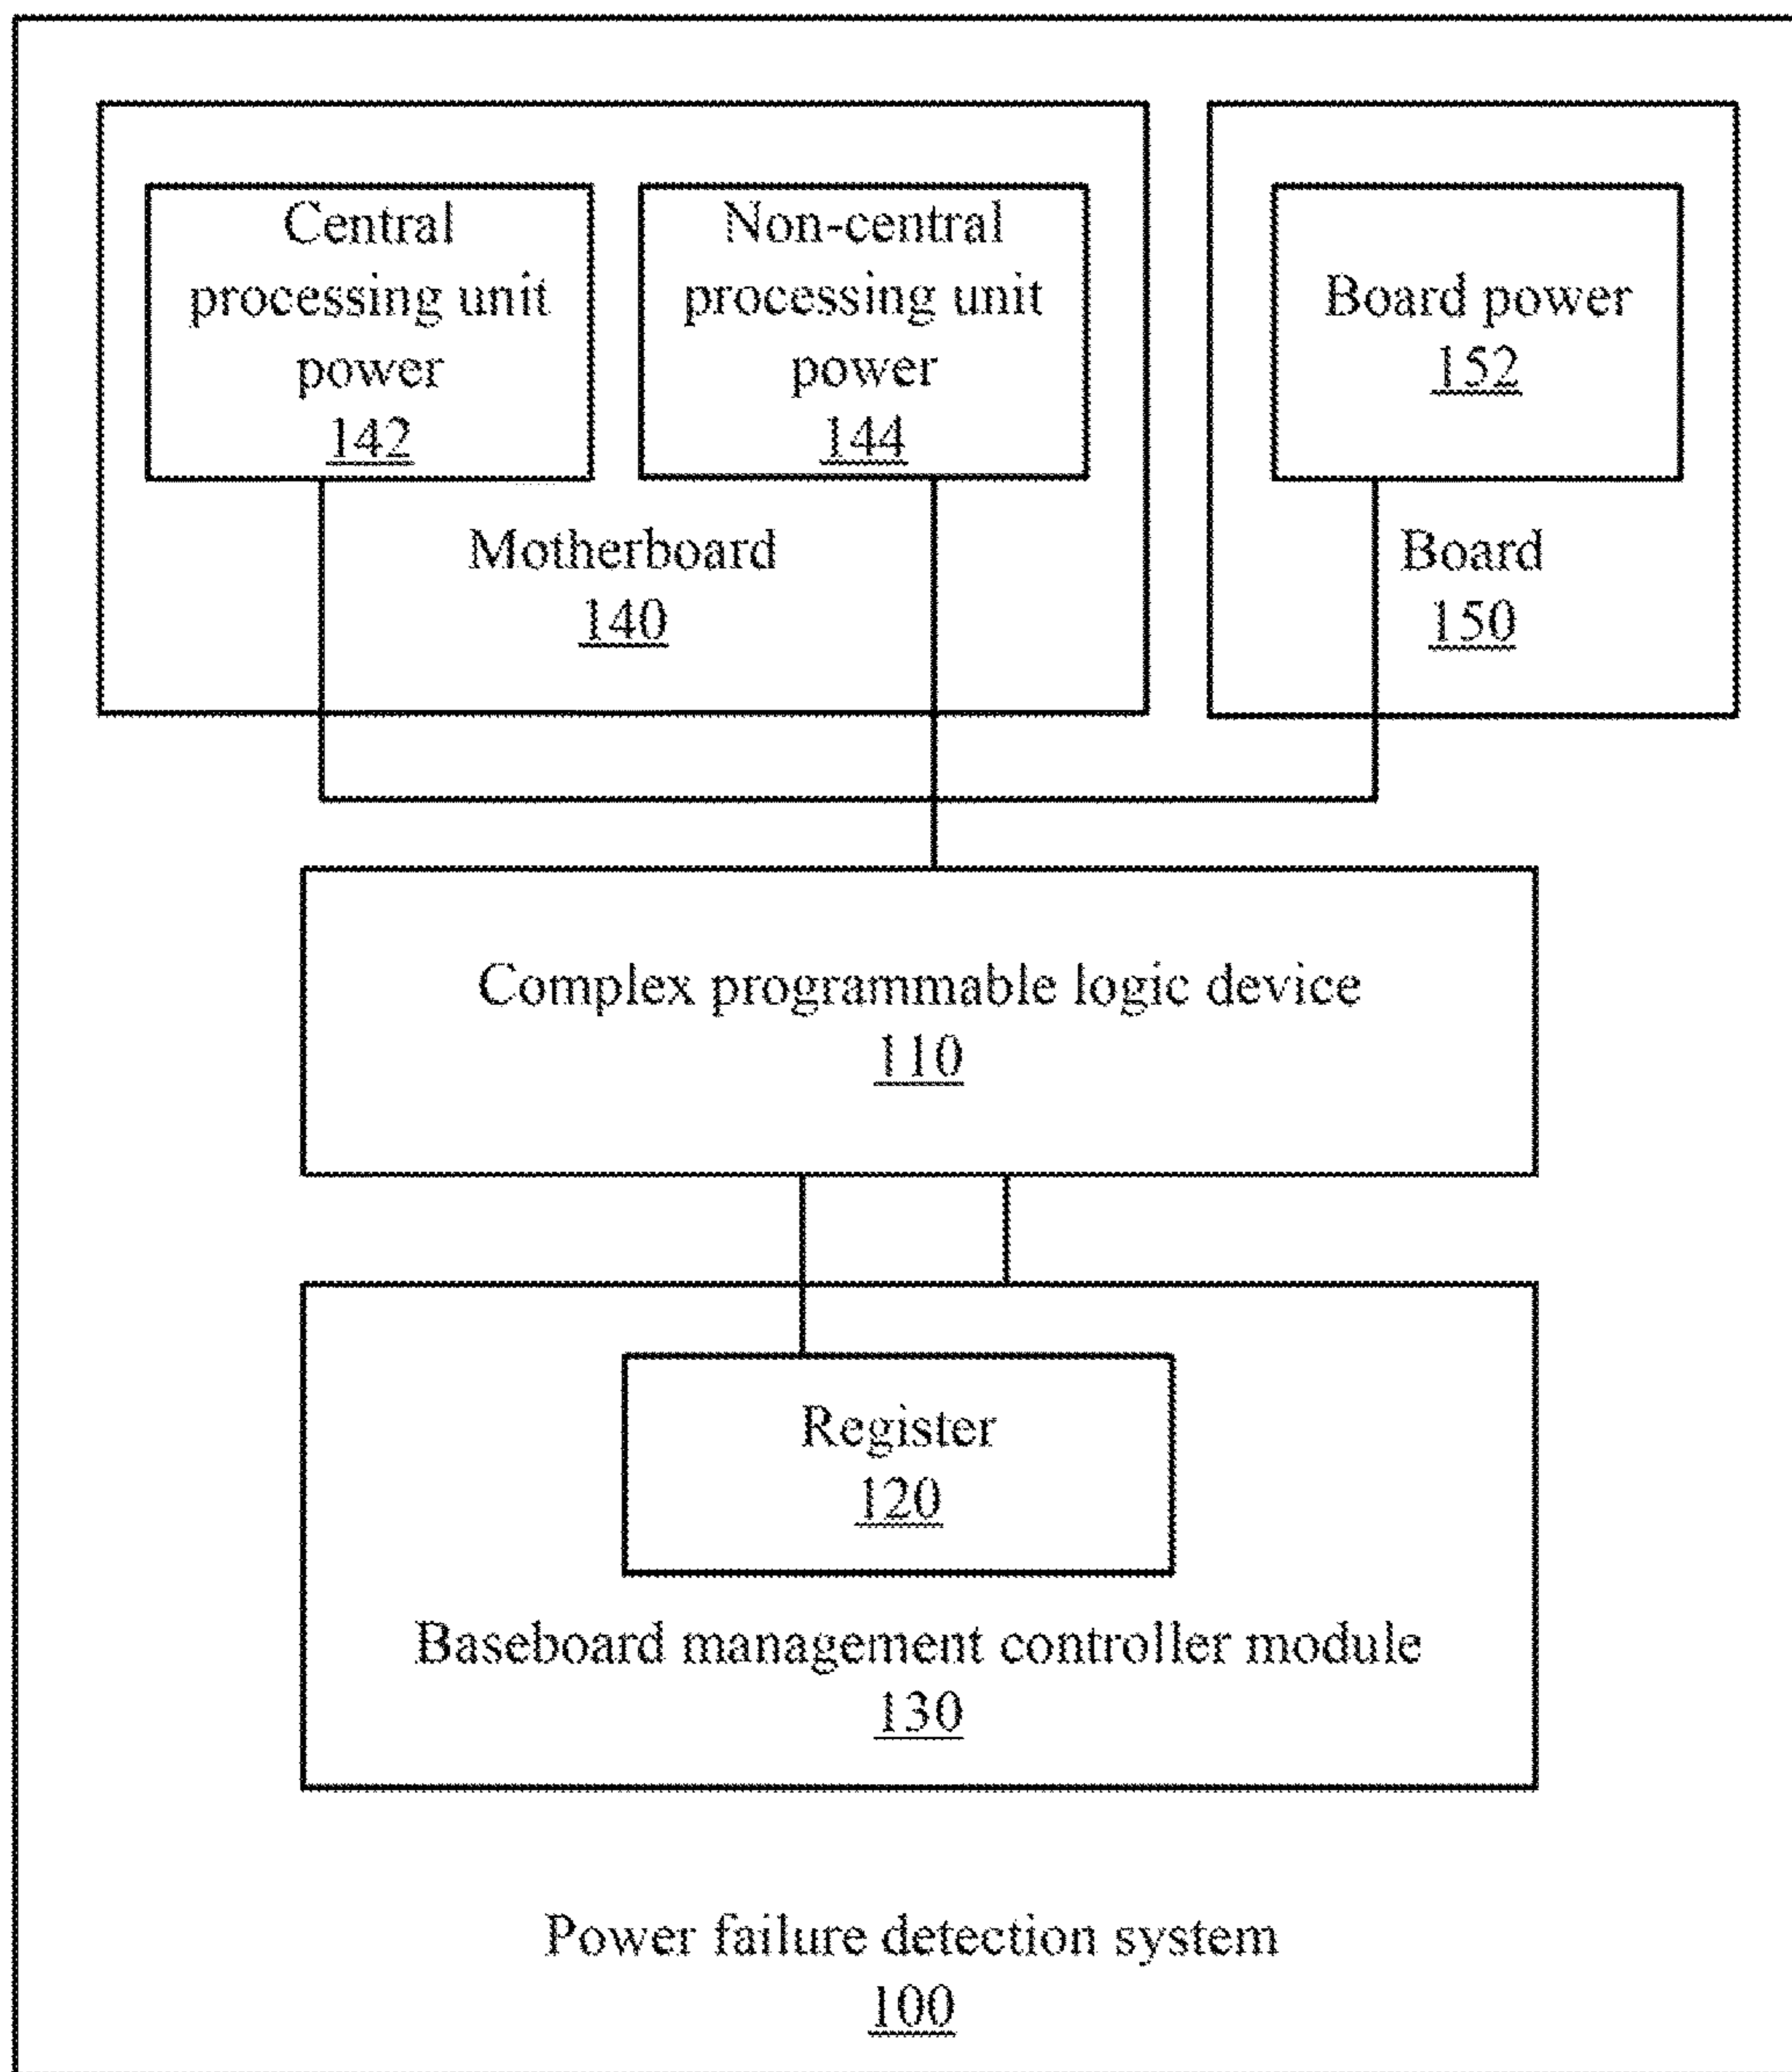 Central
processing unit
power
142
Non-central
processing unit
power
144
Board power
152
Motherboard
140
Board
150
Complex programmable logic device
110
Register
120
Baseboard management controller module
130
Power failure detection system
100